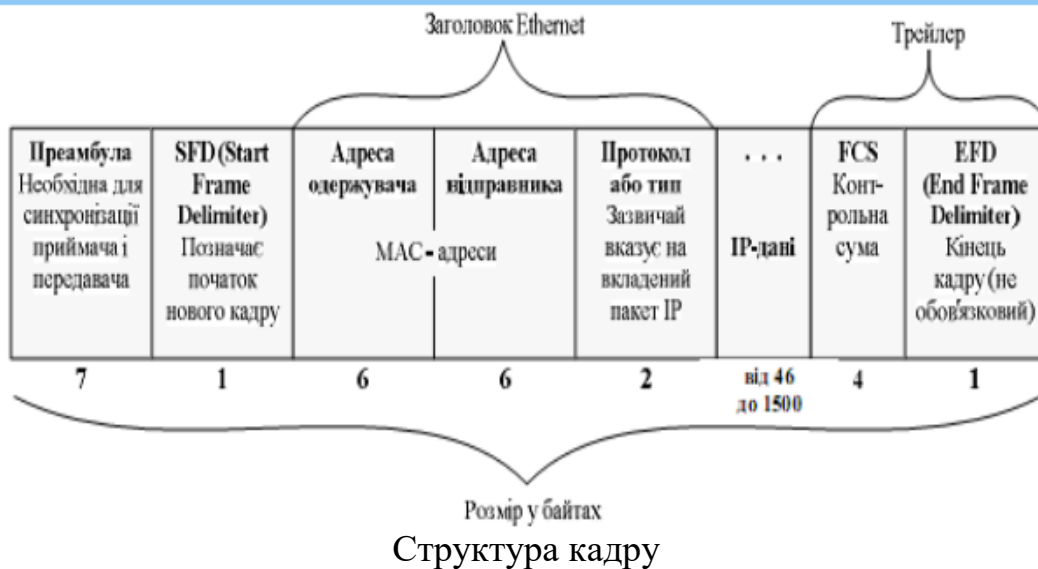 Заголовок Ethernet
Трейлер
Преамбула
Необхідна для
синхронізації
приймача і
передавача
SFD (Start
Frame
Delimiter)
Позначає
початок
нового кадру
Адреса
одержувача
Адреса
відправника
MAC - адреси
Протокол
або тип
Зазвичай
вказує на
вкладений
пакет IP
. . .
IP-дані
FCS
Конт-
рольна
сума
EFD
(End Frame
Delimiter)
Кінець
кадру (не
обов'язковий)
7
1
6
6
2
від 46
до 1500
4
1
Розмір у байтах
Структура кадру